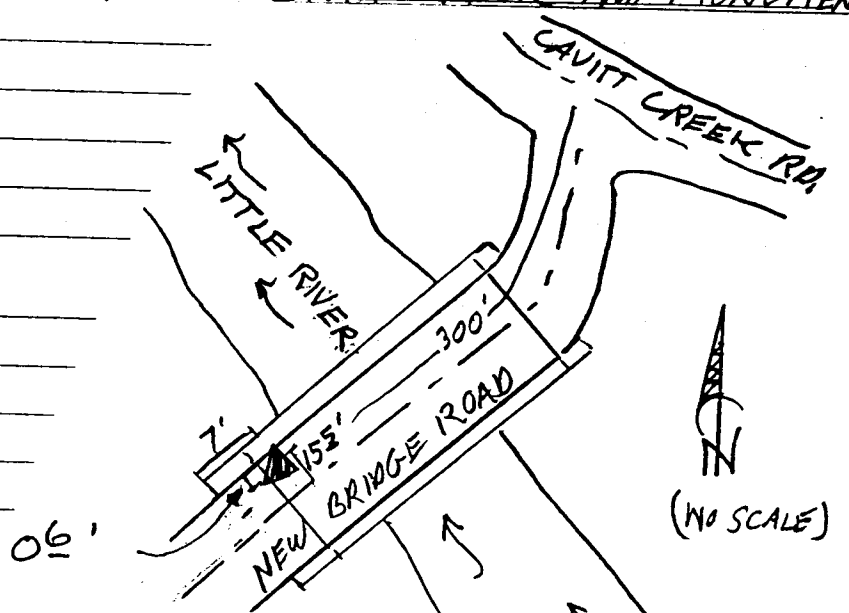 CAVITT CREEK RD.
LITTLE RIVER
300'
7'
15⁵'
NEW BRIDGE ROAD
N
(NO SCALE)
0⁶'